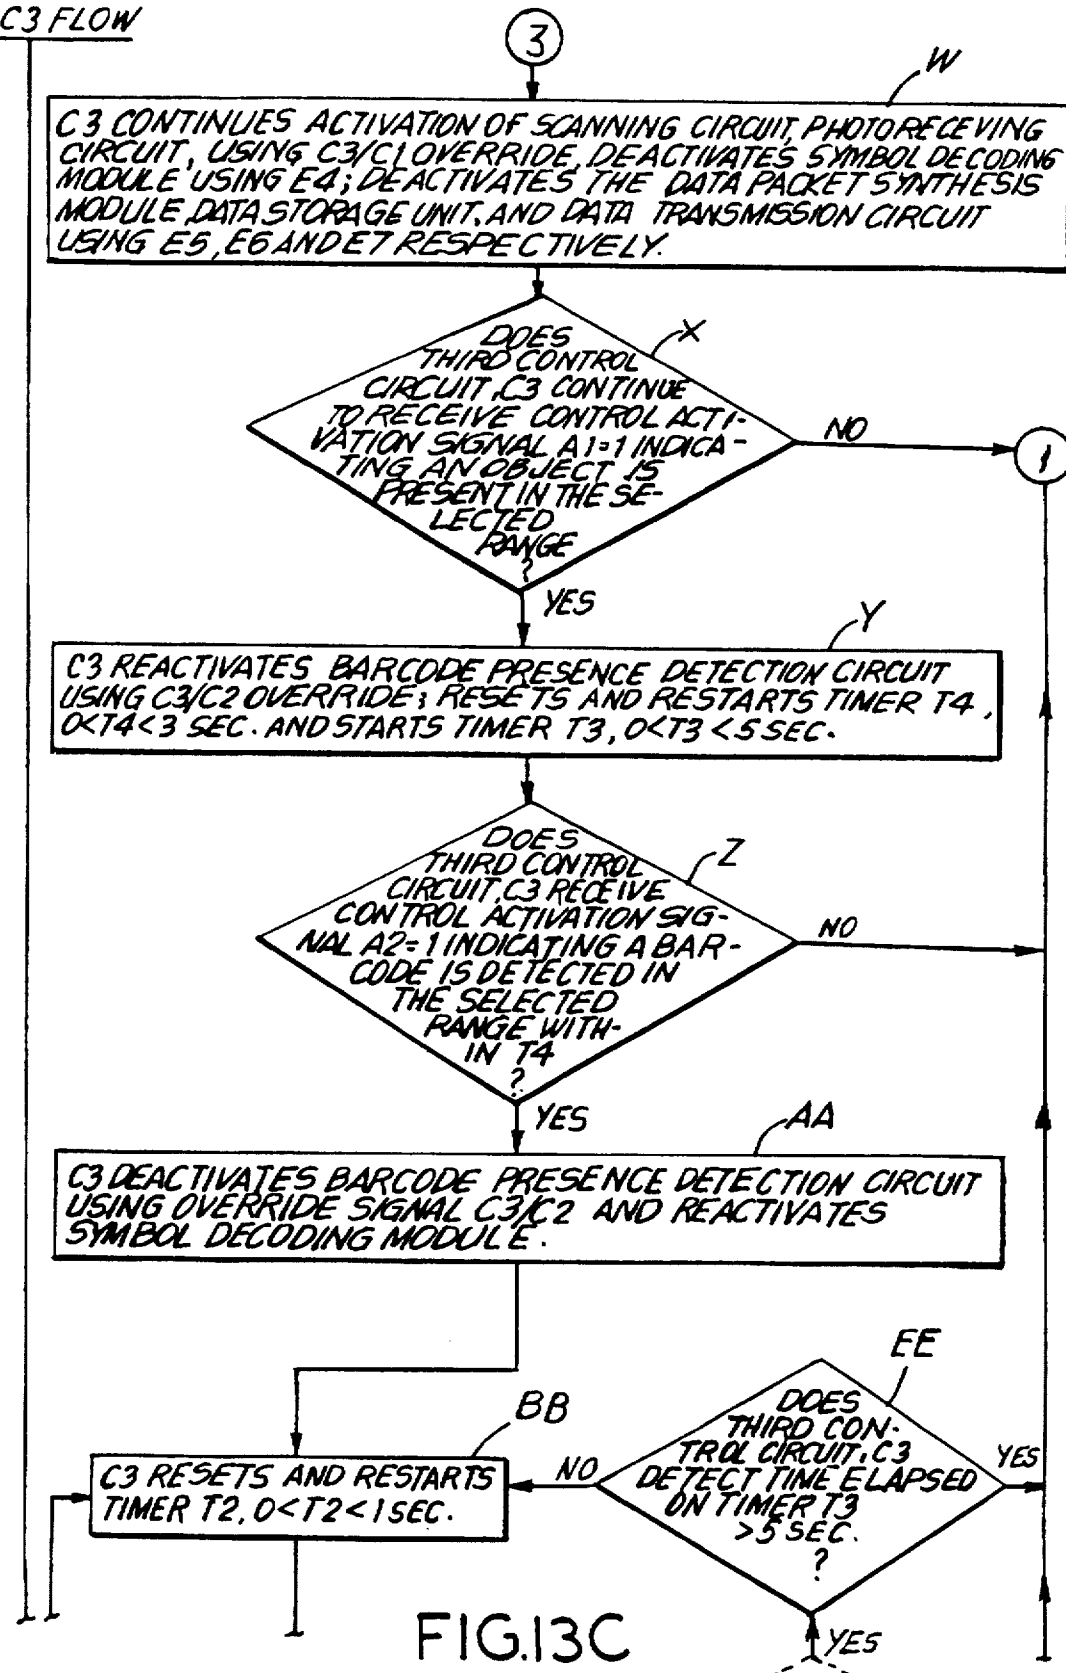 C3 FLOW
3
W
C3 CONTINUES ACTIVATION OF SCANNING CIRCUIT, PHOTORECEVING
CIRCUIT, USING C3/C1 OVERRIDE, DEACTIVATES SYMBOL DECODING
MODULE USING E4; DEACTIVATES THE DATA PACKET SYNTHESIS
MODULE, DATA STORAGE UNIT, AND DATA TRANSMISSION CIRCUIT
USING E5, E6 AND E7 RESPECTIVELY.
X
DOES
THIRD CONTROL
CIRCUIT, C3 CONTINUE
TO RECEIVE CONTROL ACTI-
VATION SIGNAL A1=1 INDICA-
TING AN OBJECT IS
PRESENT IN THE SE-
LECTED
RANGE
?
NO
1
YES
Y
C3 REACTIVATES BARCODE PRESENCE DETECTION CIRCUIT
USING C3/C2 OVERRIDE; RESETS AND RESTARTS TIMER T4,
0<T4<3 SEC. AND STARTS TIMER T3, 0<T3<5 SEC.
Z
DOES
THIRD CONTROL
CIRCUIT, C3 RECEIVE
CONTROL ACTIVATION SIG-
NAL A2=1 INDICATING A BAR-
CODE IS DETECTED IN
THE SELECTED
RANGE WITH-
IN T4
?
NO
YES
AA
C3 DEACTIVATES BARCODE PRESENCE DETECTION CIRCUIT
USING OVERRIDE SIGNAL C3/C2 AND REACTIVATES
SYMBOL DECODING MODULE.
BB
C3 RESETS AND RESTARTS
TIMER T2, 0<T2<1 SEC.
EE
DOES
THIRD CON-
TROL CIRCUIT, C3
DETECT TIME ELAPSED
ON TIMER T3
>5 SEC.
?
NO
YES
YES
FIG.13C